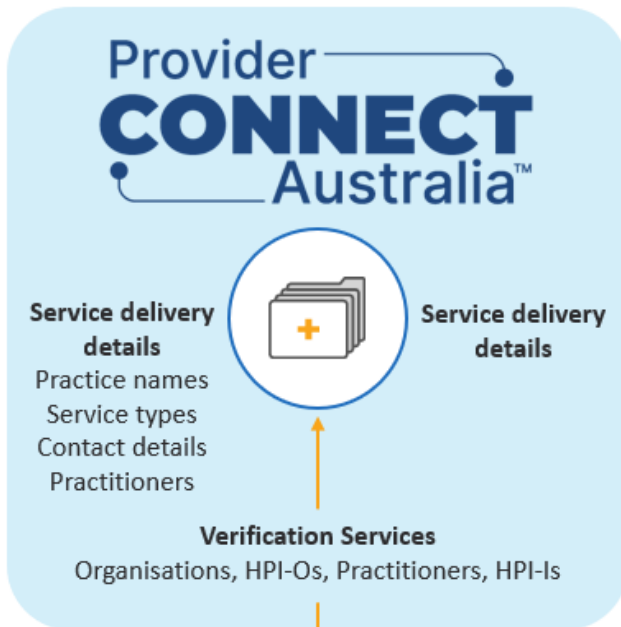 Provider
CONNECT
Australia™
Service delivery
details
Practice names
Service types
Contact details
Practitioners
Service delivery
details
Verification Services
Organisations, HPI-Os, Practitioners, HPI-Is